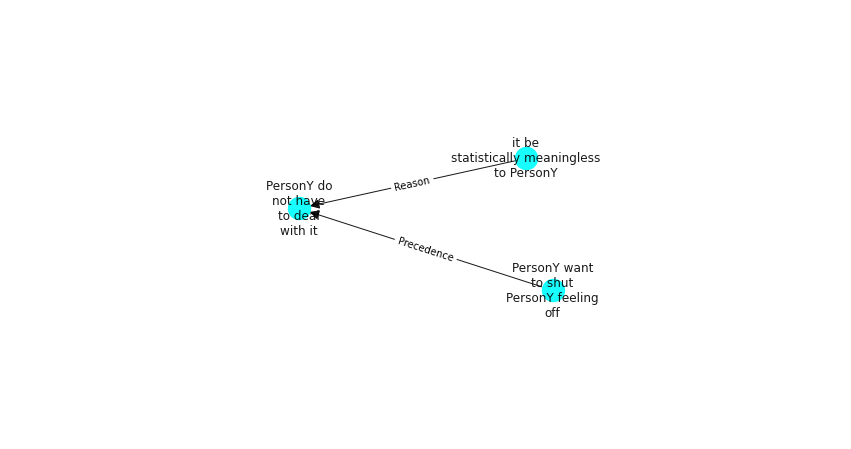 it be
statistically meaningless
to PersonY
Reason
PersonY do
not have
to deal
with it
Precedence
PersonY want
to shut
PersonY feeling
off